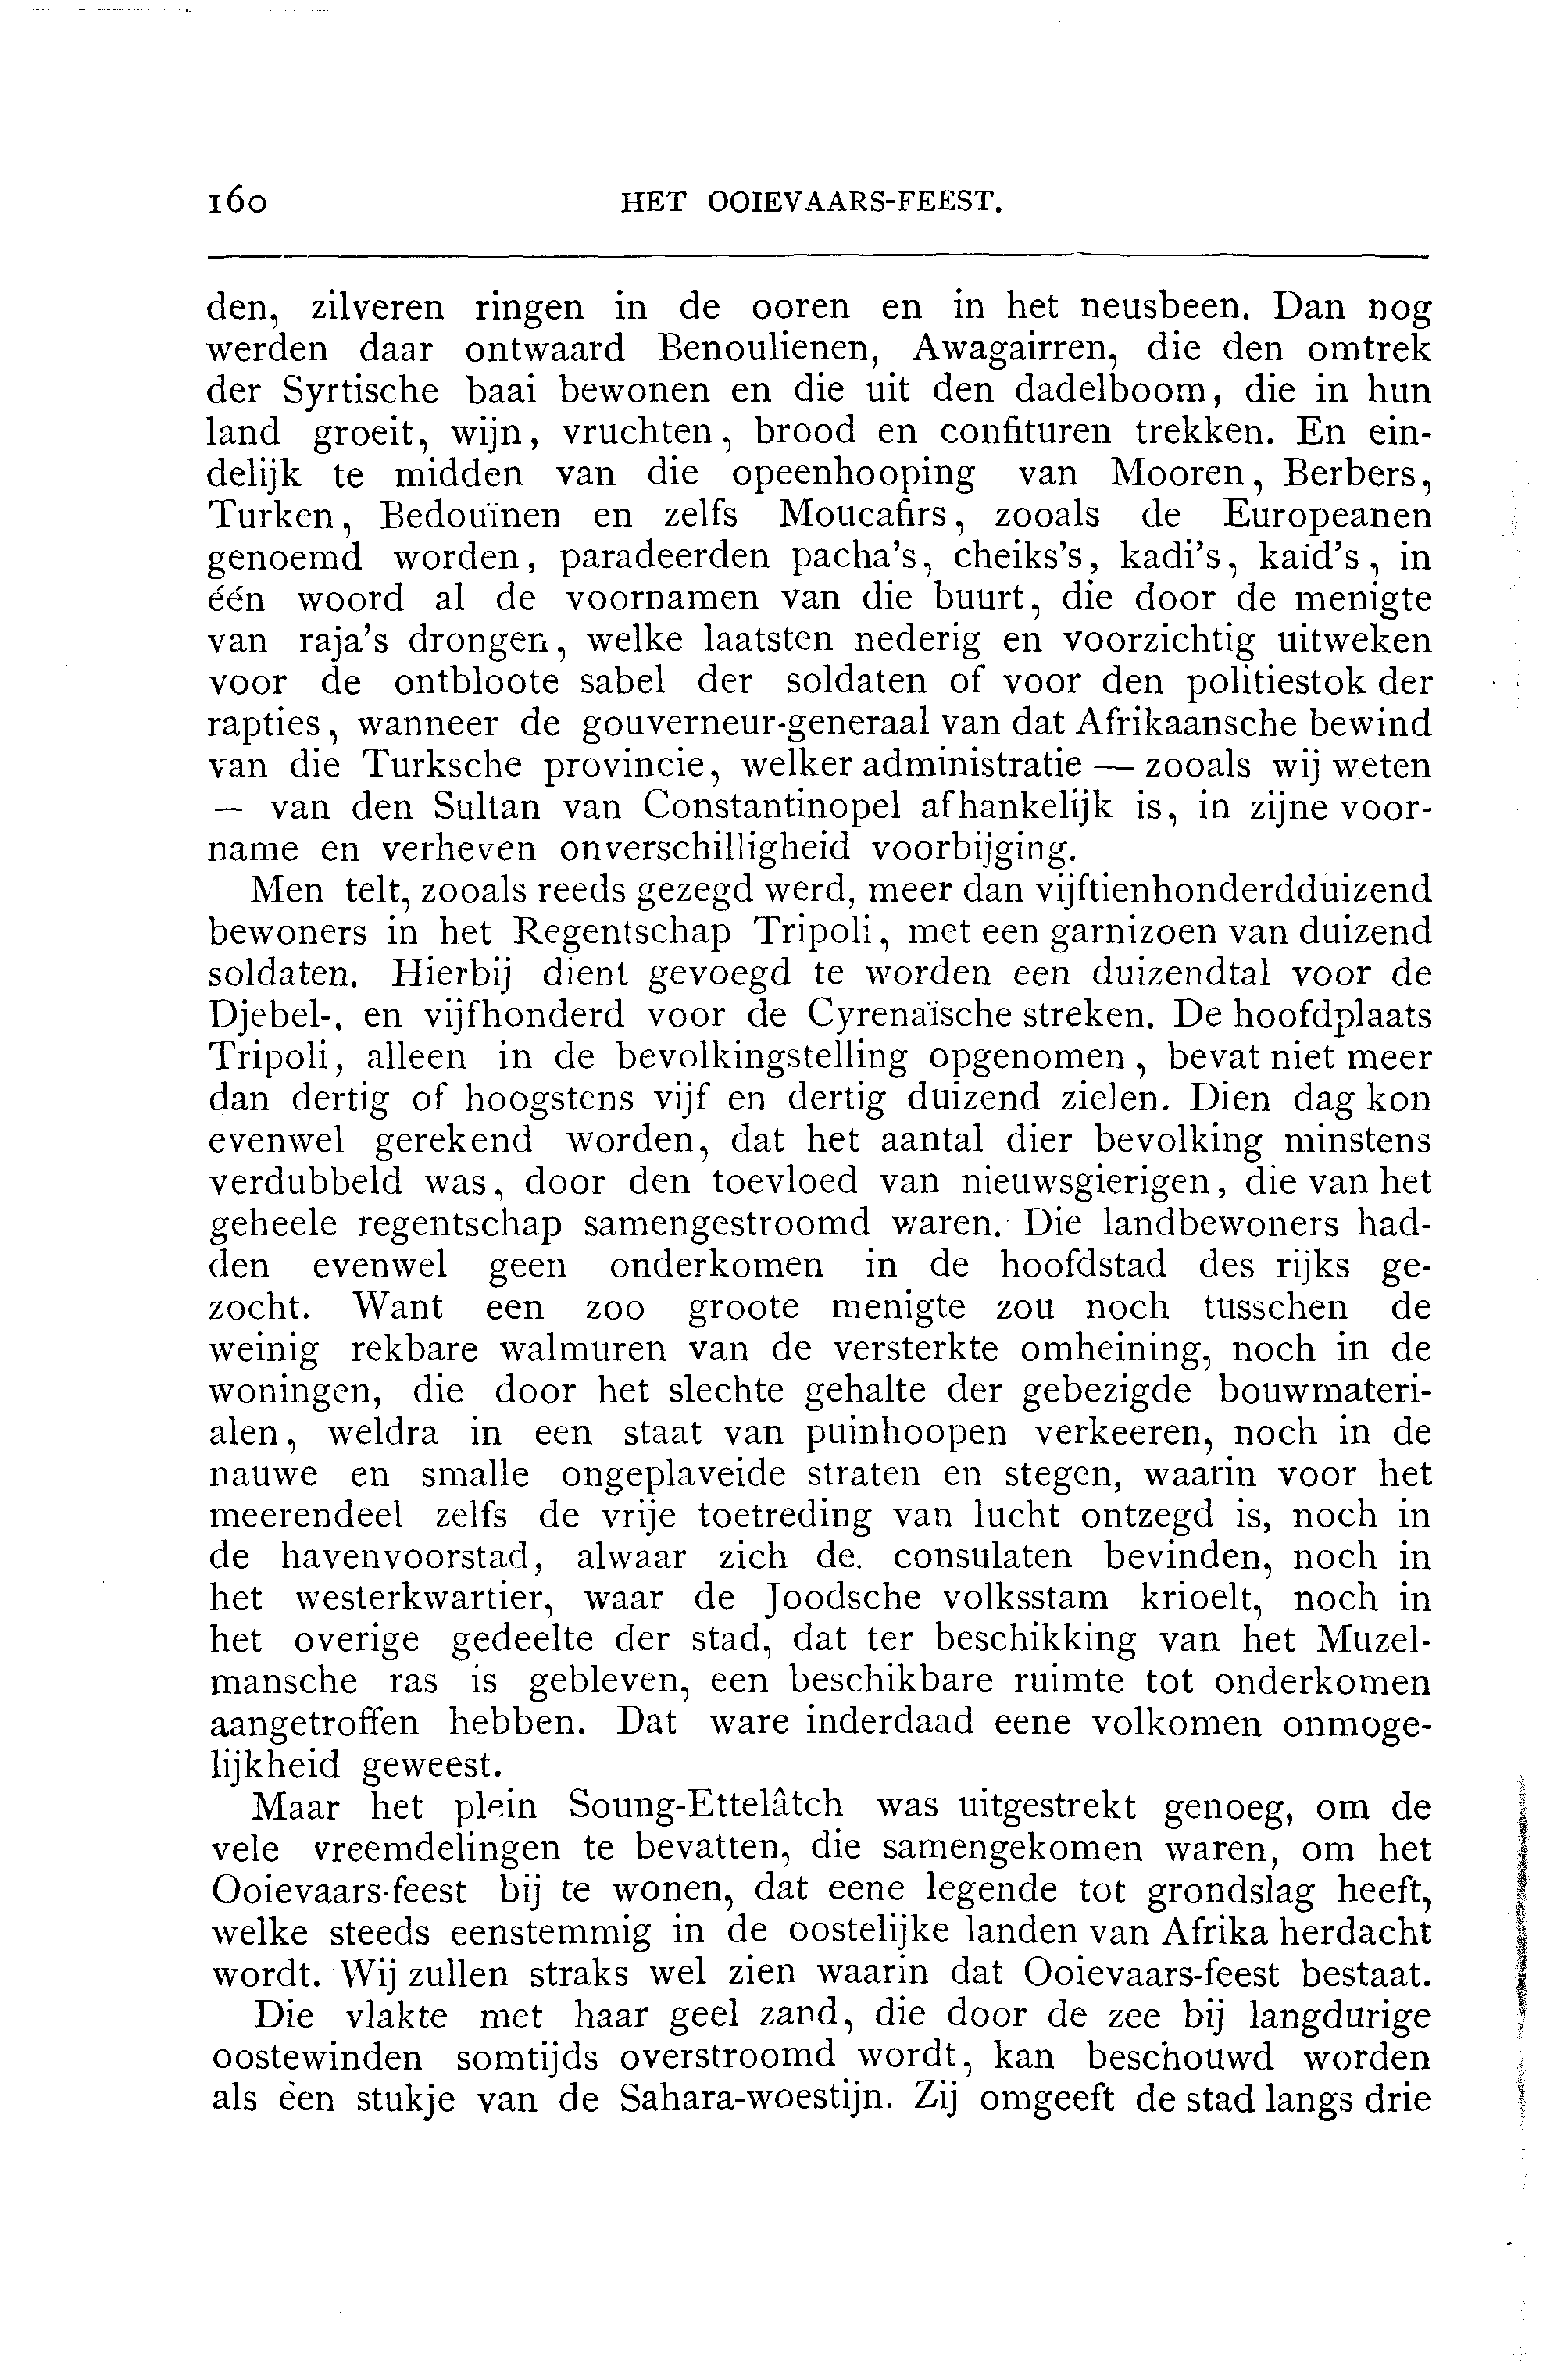 160 HET OOIEVAARS-FEEST.
den, zilveren ringen in de ooren en in het neusbeen. Dan nog
werden daar ontwaard Benoulienen, Awagairren, die den omtrek
der Syrtische baai bewonen en die uit den dadelboom, die in hun
land groeit, wijn, vruchten, brood en confituren trekken. En ein-
delijk te midden van die opeenhooping van Mooren, Berbers,
Turken, Bedouïnen en zelfs Moucafirs, zooals de Europeanen
genoemd worden, paradeerden pacha's, cheiks's, kadi's, kaïd's, in
één woord al de voornamen van die buurt, die door de menigte
van raja's drongen, welke laatsten nederig en voorzichtig uitweken
voor de ontbloote sabel der soldaten of voor den politiestok der
rapties, wanneer de gouverneur-generaal van dat Afrikaansche bewind
van die Turksche provincie, welker administratie — zooals wij weten
— van den Sultan van Constantinopel afhankelijk is, in zijne voor-
name en verheven onverschilligheid voorbijging.
Men telt, zooals reeds gezegd werd, meer dan vijftienhonderdduizend
bewoners in het Regentschap Tripoli, met een garnizoen van duizend
soldaten. Hierbij dient gevoegd te worden een duizendtal voor de
Djebel-, en vijfhonderd voor de Cyrenaïsche streken. De hoofdplaats
Tripoli, alleen in de bevolkingstelling opgenomen, bevat niet meer
dan dertig of hoogstens vijf en dertig duizend zielen. Dien dag kon
evenwel gerekend worden, dat het aantal dier bevolking minstens
verdubbeld was, door den toevloed van nieuwsgierigen, die van het
geheele regentschap samengestroomd waren. Die landbewoners had-
den evenwel geen onderkomen in de hoofdstad des rijks ge-
zocht. Want een zoo groote menigte zou noch tusschen de
weinig rekbare walmuren van de versterkte omheining, noch in de
woningen, die door het slechte gehalte der gebezigde bouwmateri-
alen, weldra in een staat van puinhoopen verkeeren, noch in de
nauwe en smalle ongeplaveide straten en stegen, waarin voor het
meerendeel zelfs de vrije toetreding van lucht ontzegd is, noch in
de havenvoorstad, alwaar zich de. consulaten bevinden, noch in
het westerkwartier, waar de Joodsche volksstam krioelt, noch in
het overige gedeelte der stad, dat ter beschikking van het Muzel-
mansche ras is gebleven, een beschikbare ruimte tot onderkomen
aangetroffen hebben. Dat ware inderdaad eene volkomen onmoge-
lijkheid geweest.
Maar het plein Soung-Ettelâtch was uitgestrekt genoeg, om de
vele vreemdelingen te bevatten, die samengekomen waren, om het
Ooievaars-feest bij te wonen, dat eene legende tot grondslag heeft,
welke steeds eenstemmig in de oostelijke landen van Afrika herdacht
wordt. Wij zullen straks wel zien waarin dat Ooievaars-feest bestaat.
Die vlakte met haar geel zand, die door de zee bij langdurige
oostewinden somtijds overstroomd wordt, kan beschouwd worden
als èen stukje van de Sahara-woestijn. Zij omgeeft de stad langs drie